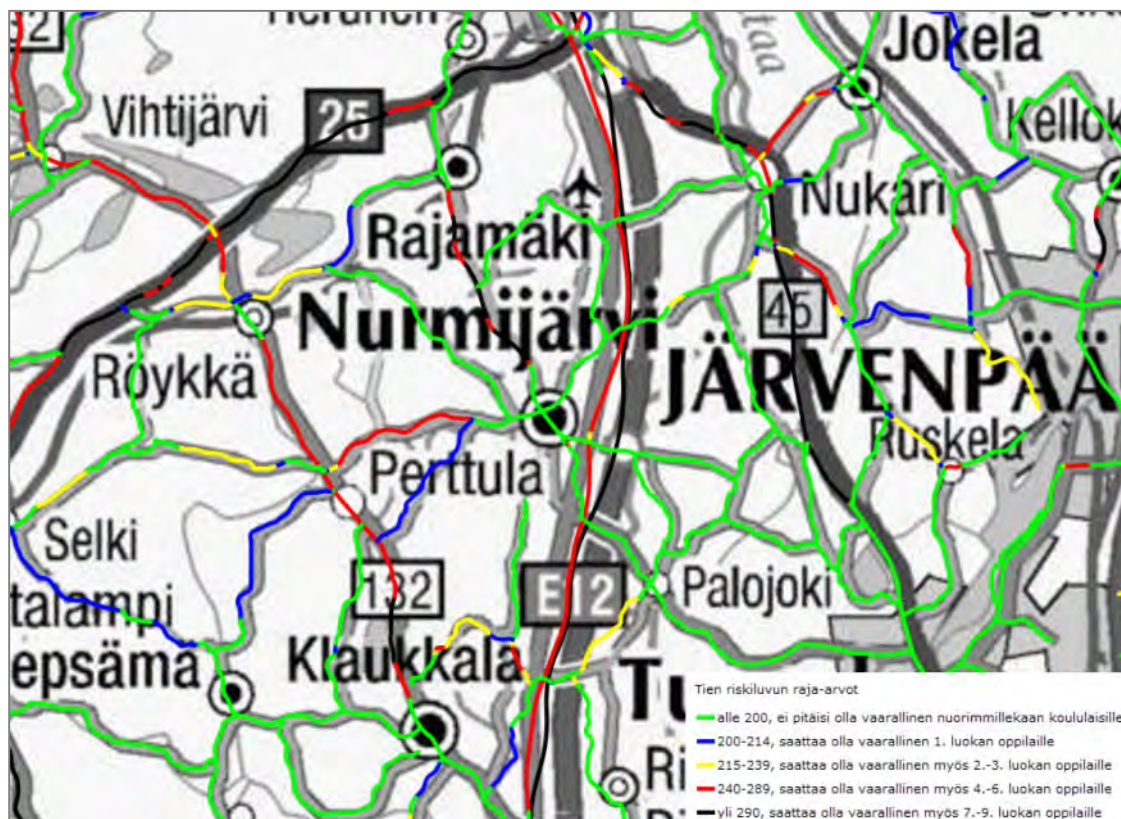 Jokela
Vihtijärvi
25
Nukari
Rajamäki
Nurmijärvi
45
Röykkä
JÄRVENPÄÄ
Ruskela
Perttula
Selki
132
E12
Palojoki
talampi
Klaukkala
epsämä
Tu
Ri
Tien riskiluvun raja-arvot
alle 200, ei pitäisi olla vaarallinen nuorimmillekaan koululaisille
200-214, saattaa olla vaarallinen 1. luokan oppilaille
215-239, saattaa olla vaarallinen myös 2.-3. luokan oppilaille
240-289, saattaa olla vaarallinen myös 4.-6. luokan oppilaille
yli 290, saattaa olla vaarallinen myös 7.-9. luokan oppilaille